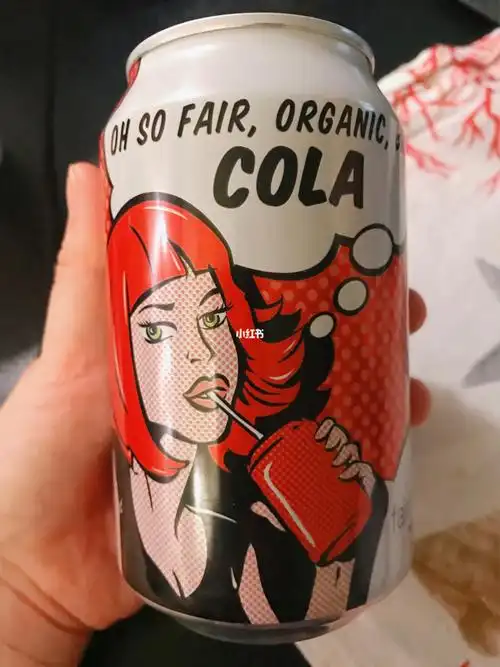 OH SO FAIR, ORGANIC,
COLA
小红书